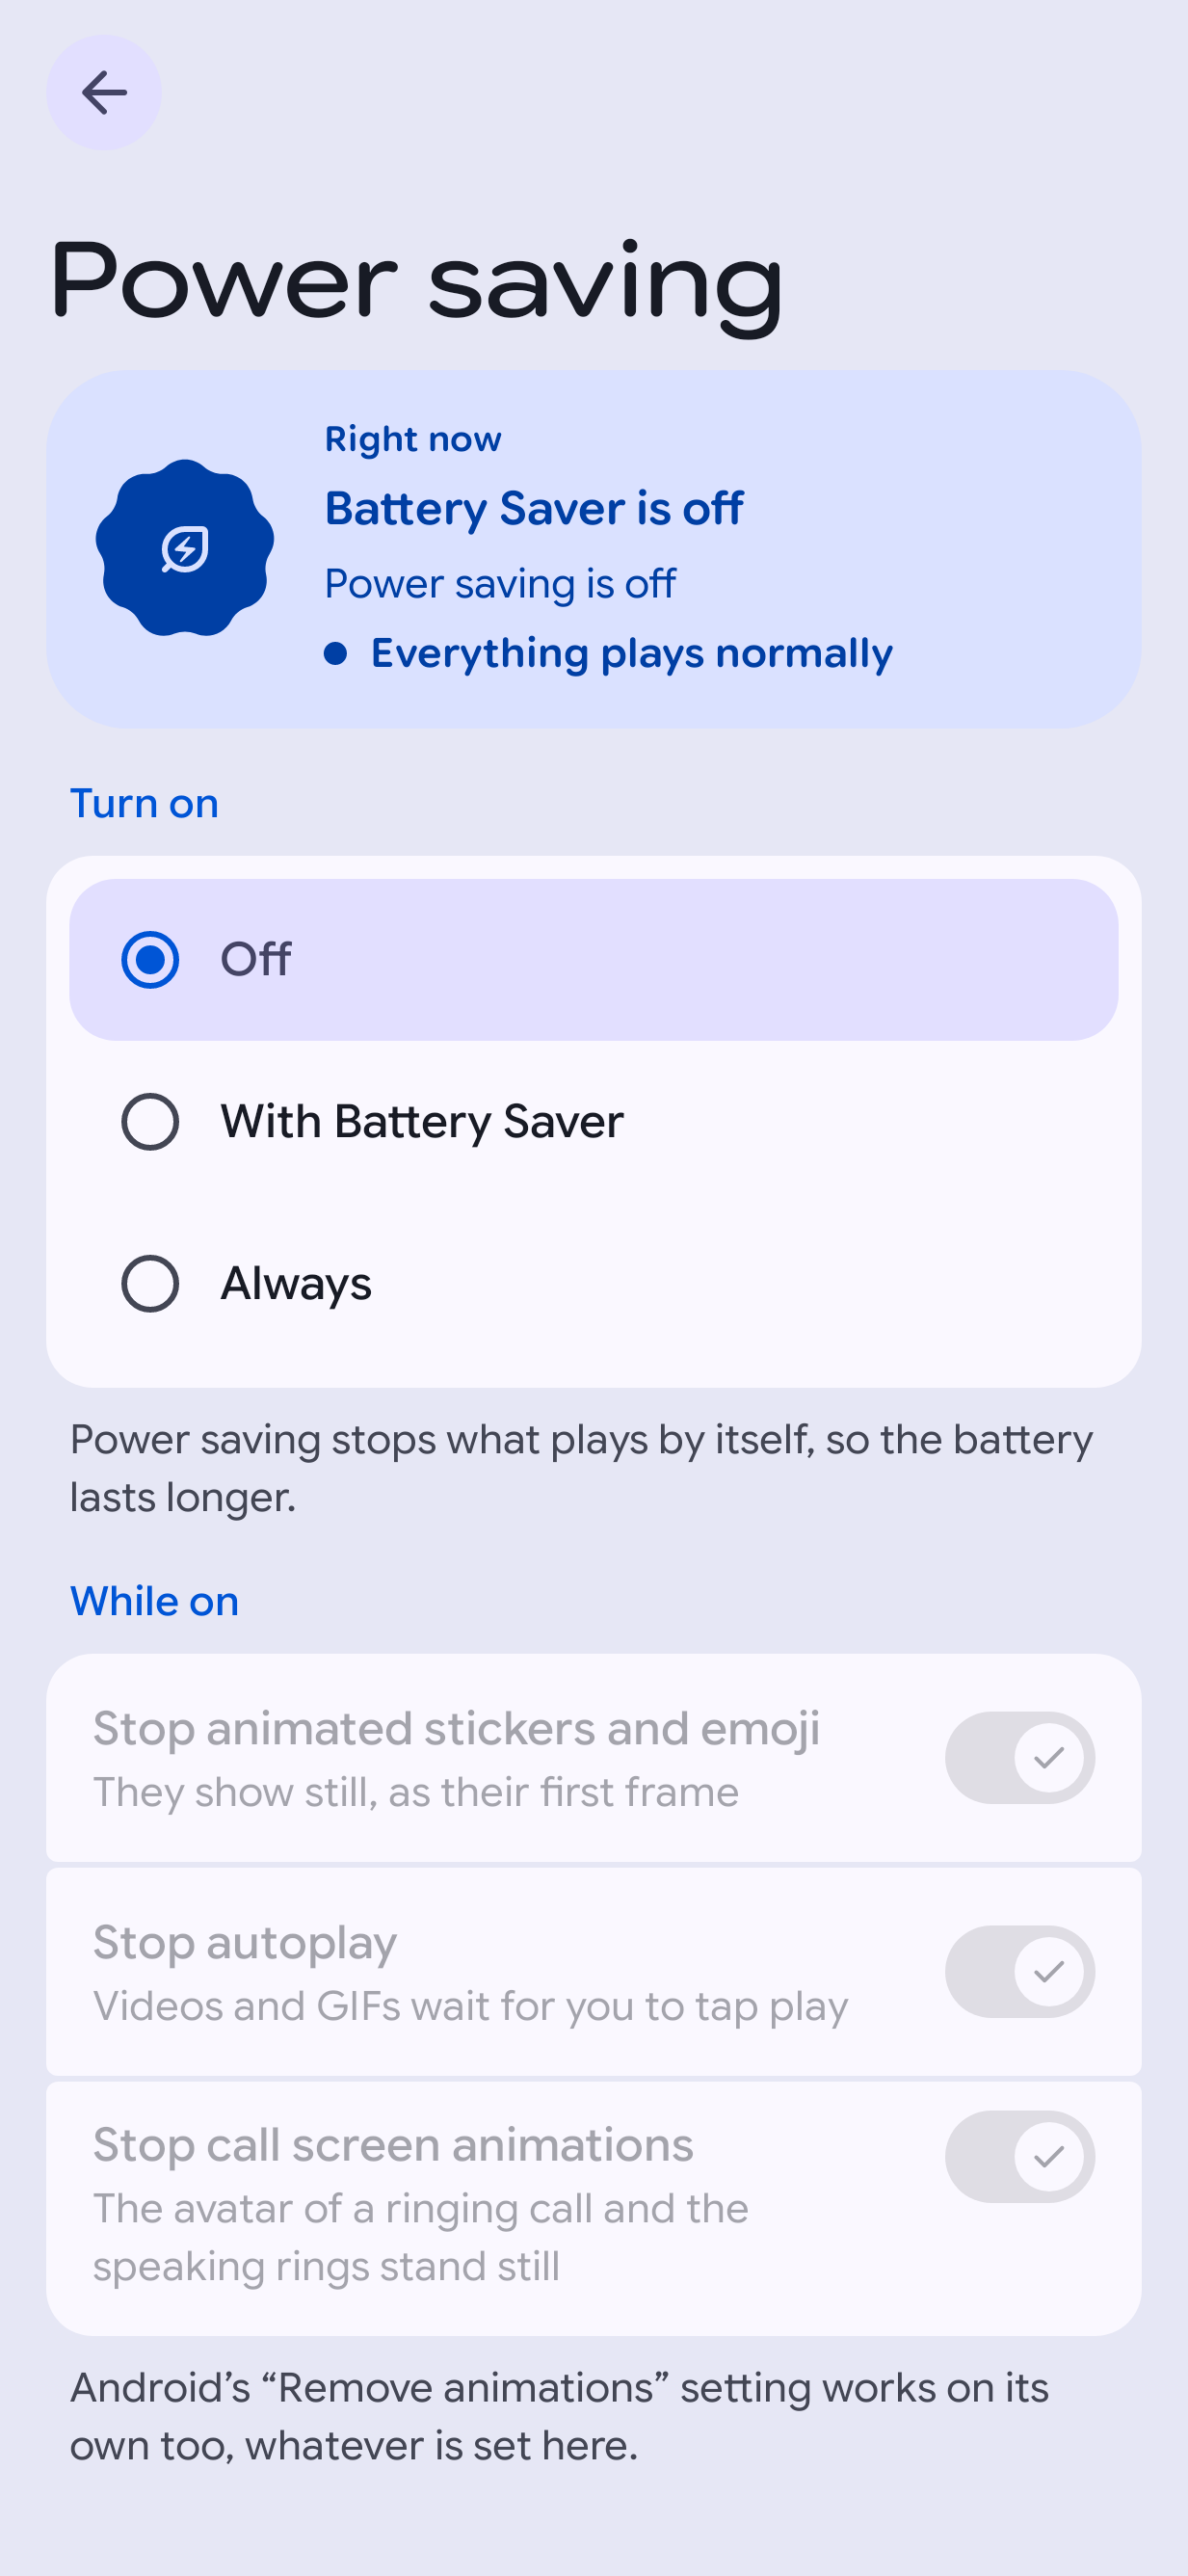 Power saving
Right now
Battery Saver is off
Power saving is off
Everything plays normally
Turn on
Off
With Battery Saver
Always
Power saving stops what plays by itself, so the battery
lasts longer.
While on
Stop animated stickers and emoji
They show still, as their first frame
Stop autoplay
Videos and GIFs wait for you to tap play
Stop call screen animations
The avatar of a ringing call and the
speaking rings stand still
Android’s “Remove animations” setting works on its
own too, whatever is set here.